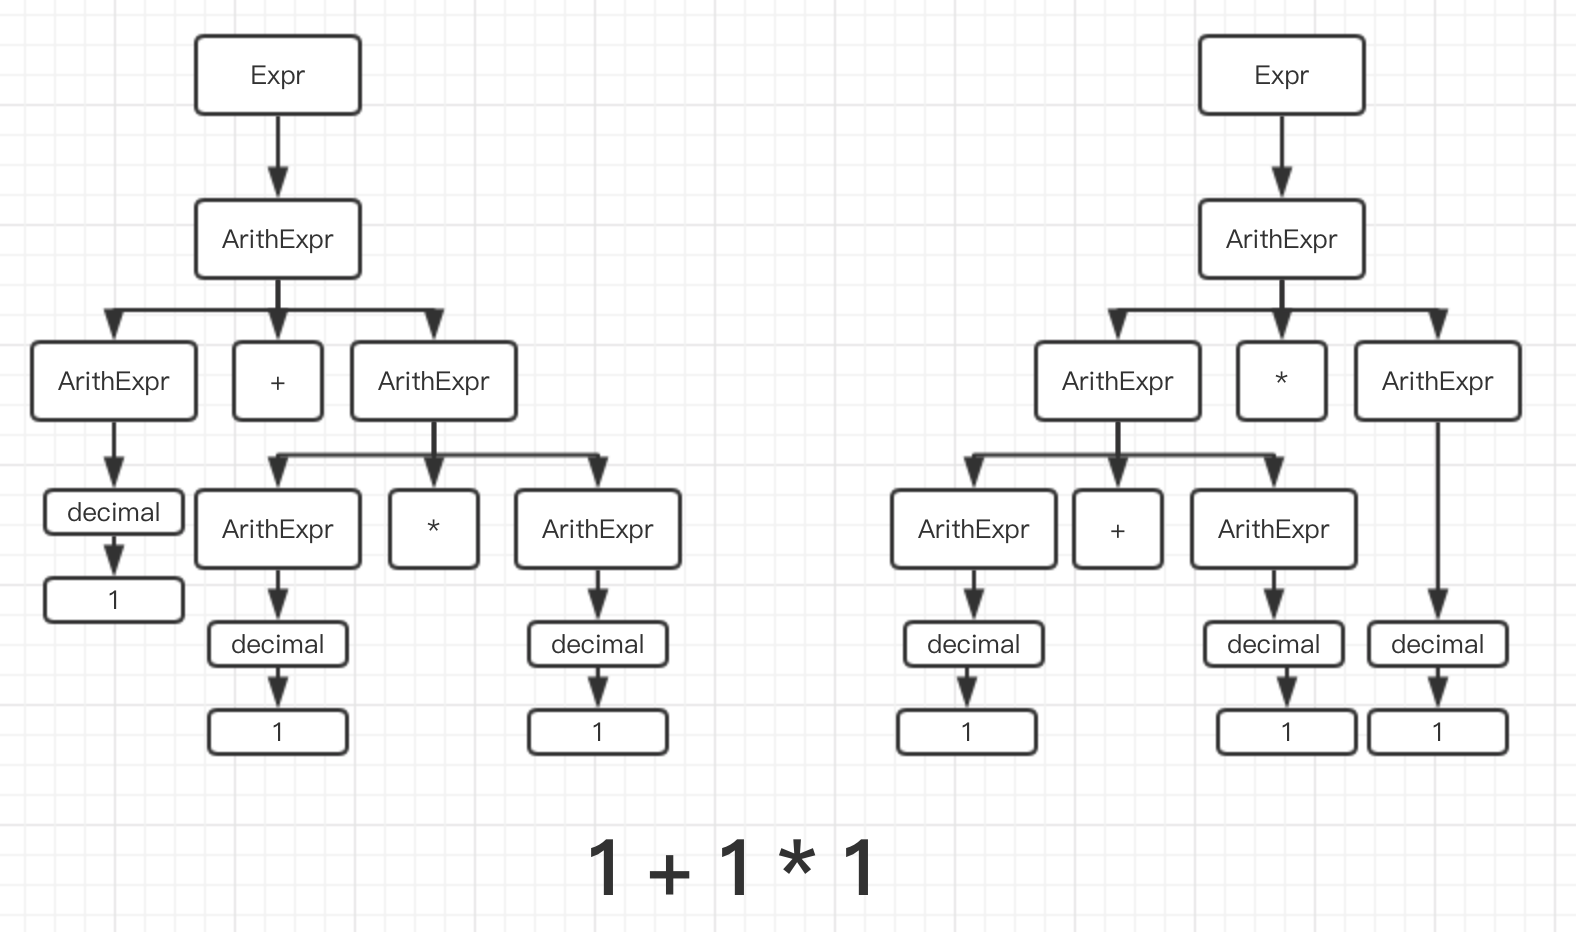 Expr Expr
ArithExpr ArithExpr
ArithExpr + ArithExpr ArithExpr * ArithExpr
decimal ArithExpr * ArithExpr ArithExpr + ArithExpr
1
decimal decimal decimal decimal decimal
1 1 1 1 1
1 + 1 * 1